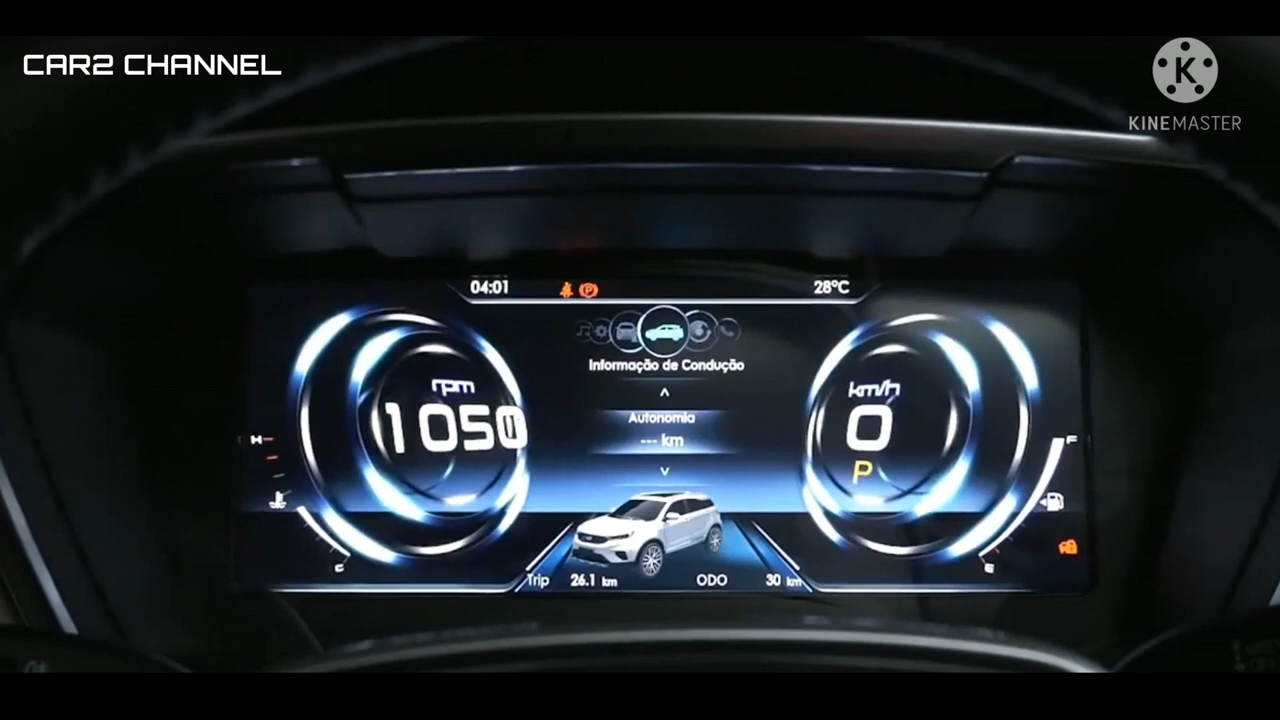 CAR2 CHANNEL
K
KINEMASTER
04:01
28°C
Informação de Condução
rpm
1050
Autonomia
--- km
km/h
0
P
H
C
F
E
Trip 26.1 km ODO 30 km